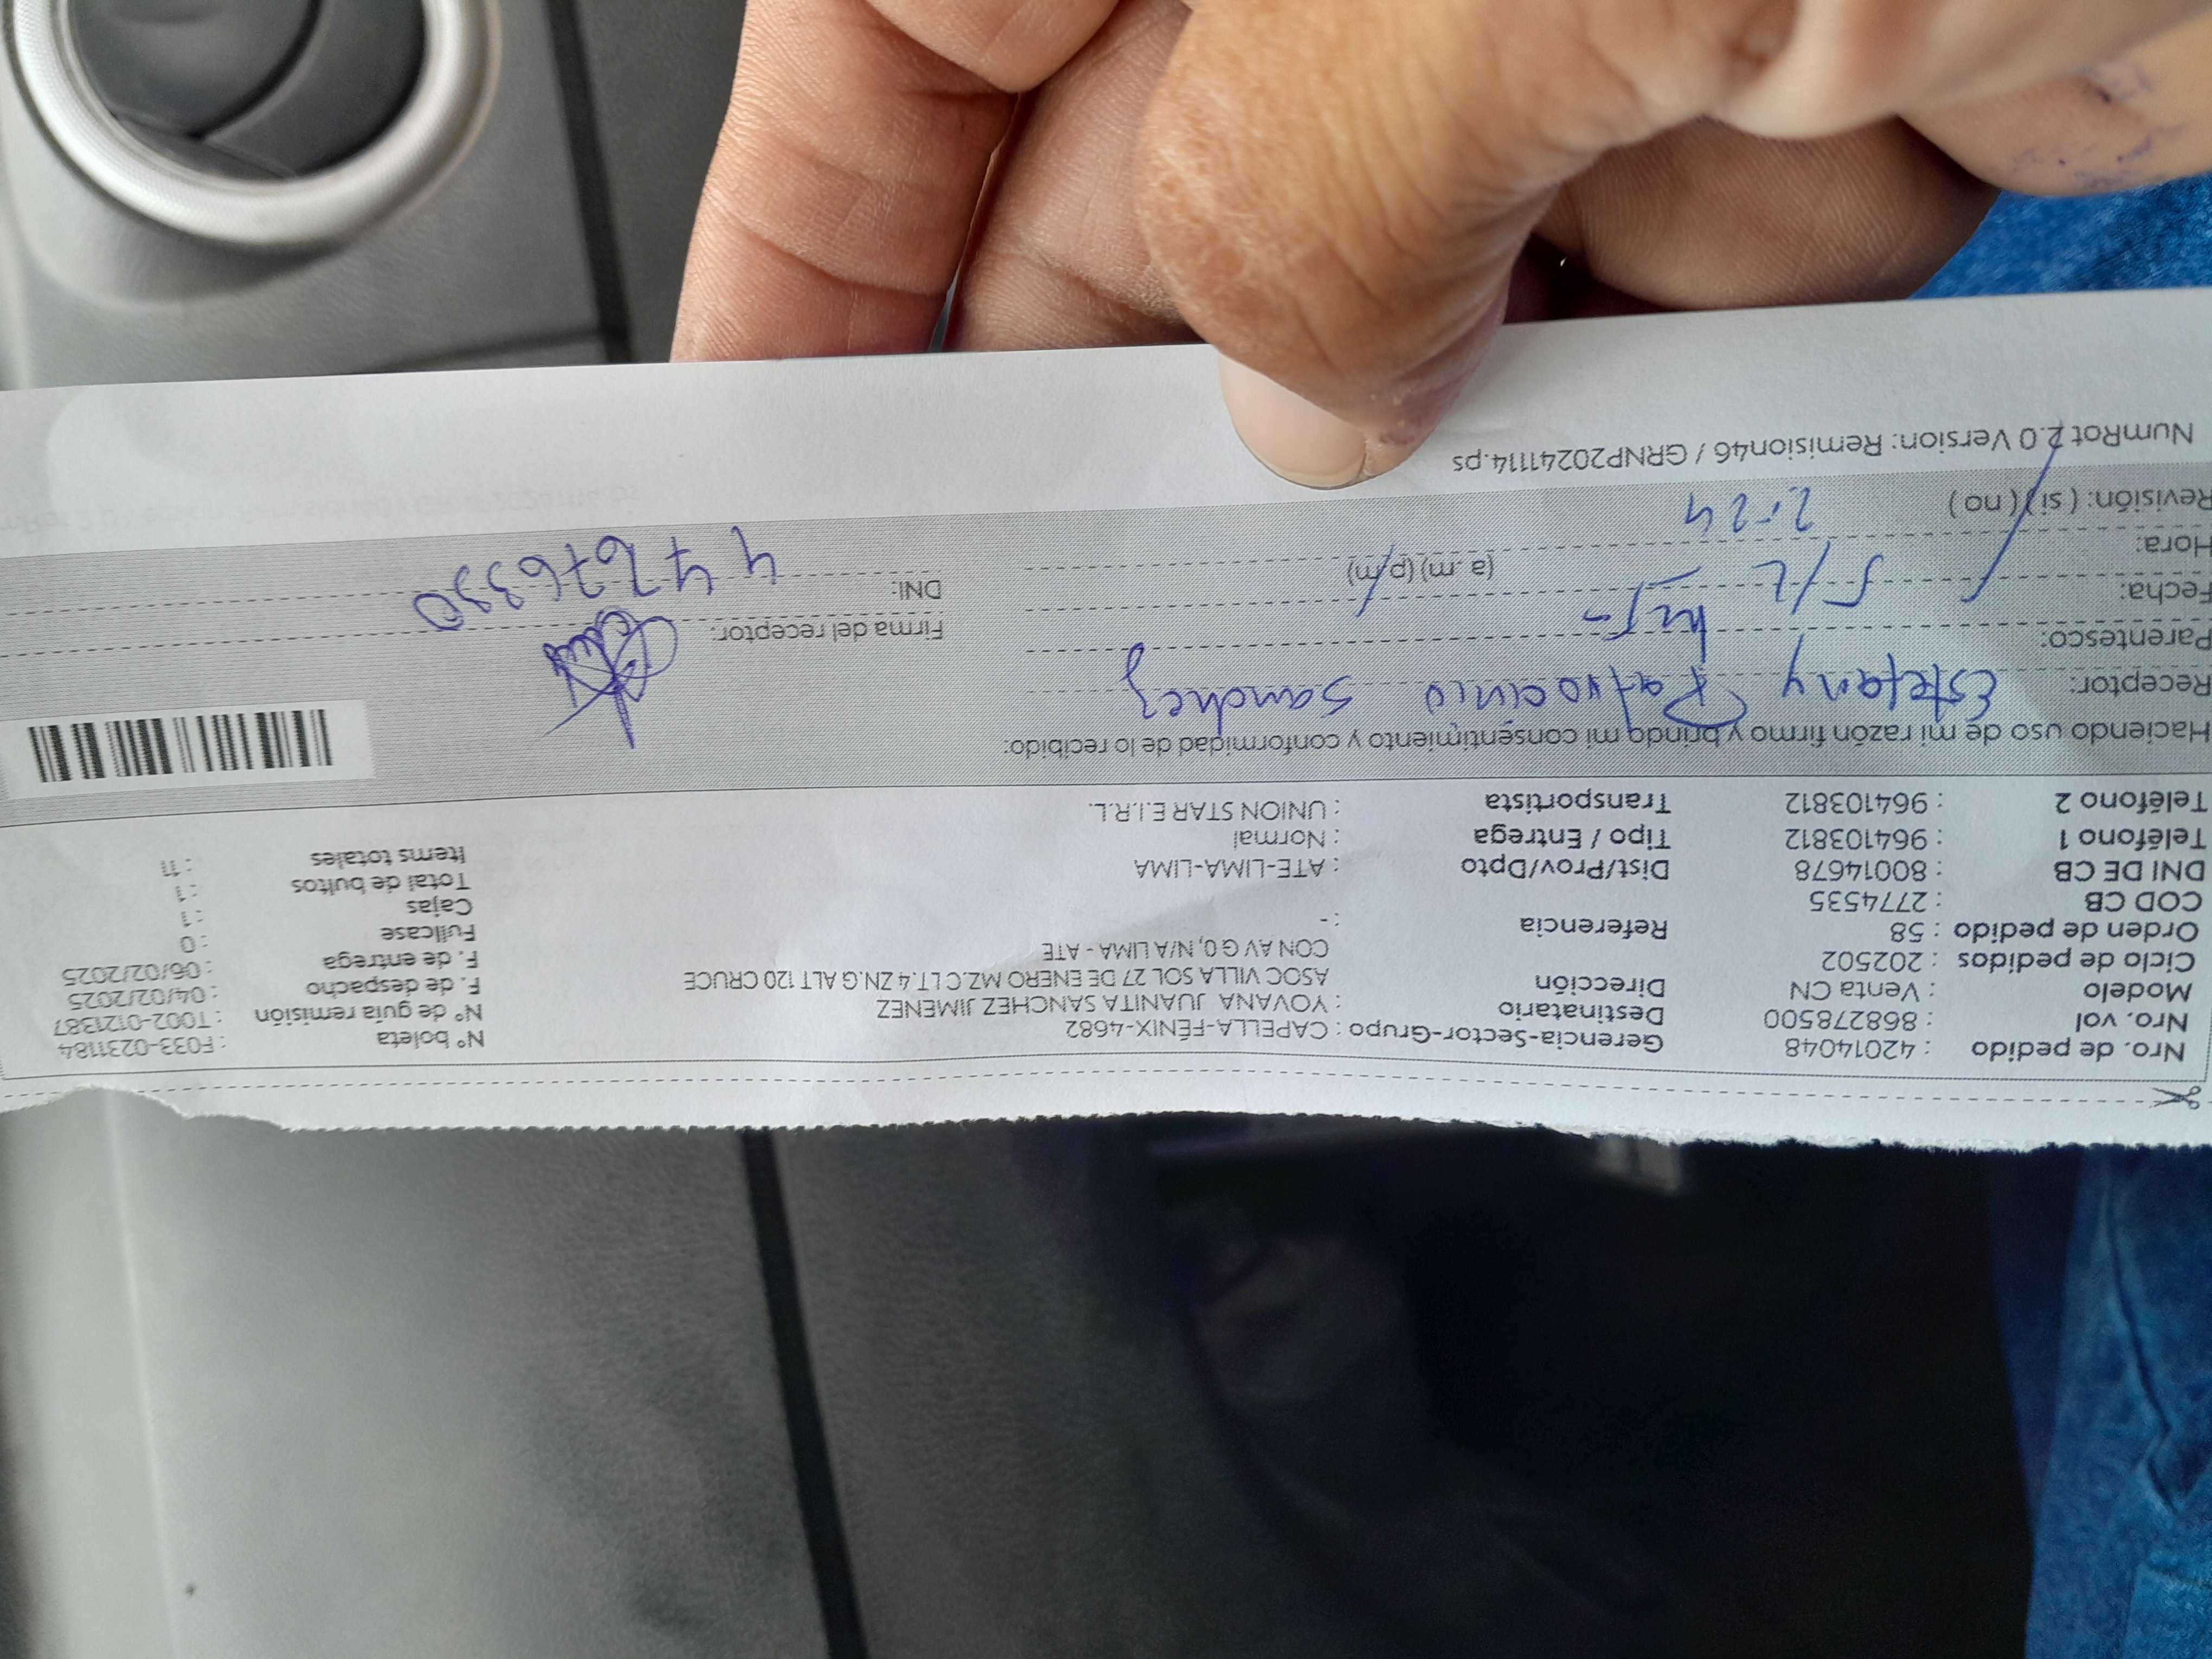 Nro. de pedido : 42014048 Gerencia-Sector-Grupo : CAPELLA-FÉNIX-4682 N° boleta : F033-0231184
Nro. vol : 868278500 Destinatario : YOVANA JUANITA SANCHEZ JIMENEZ N° de guía remisión : T002-0121387
Modelo : Venta CN Dirección ASOC VILLA SOL 27 DE ENERO MZ.C LT.4 ZN.G ALT 120 CRUCE F. de despacho : 04/02/2025
Ciclo de pedidos : 202502 CON AV G 0, N/A LIMA - ATE F. de entrega : 06/02/2025
Orden de pedido : 58 Referencia : - Fullcase : 0
COD CB : 2774535 Cajas : 1
DNI DE CB : 80014678 Dist/Prov/Dpto : ATE-LIMA-LIMA Total de bultos : 1
Teléfono 1 : 964103812 Tipo / Entrega : Normal Items totales : 11
Teléfono 2 : 964103812 Transportista : UNION STAR E.I.R.L.
Haciendo uso de mi razón firmo y brindo mi consentimiento y conformidad de lo recibido:
Receptor: Estefany Patrocinio Sanchez
Parentesco: Firma del receptor:
Fecha: 5/2
Hora: 2:24 (a. m) (p/m) DNI: 47676330
Revisión: ( si ) ( no )
NumRot 2.0 Version: Remision46 / GRNP20241114.ps